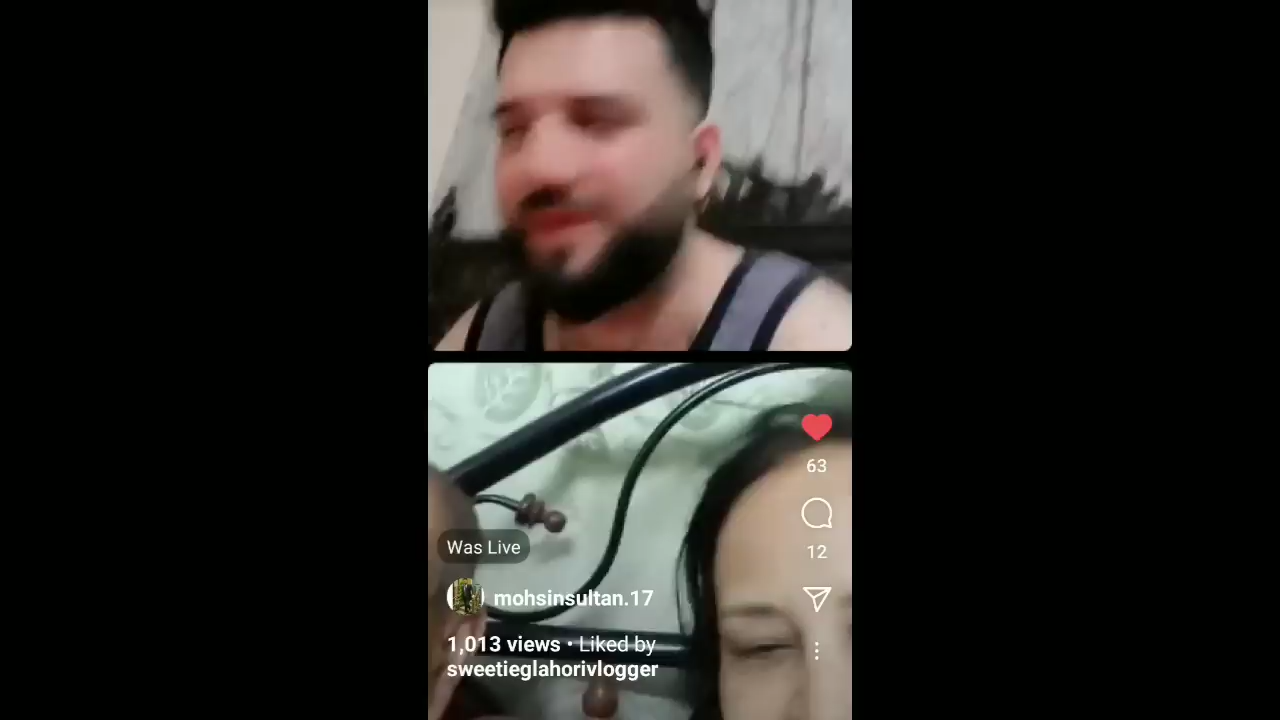 63
12
Was Live
mohsinsultan.17
1,013 views • Liked by
sweetieglahorivlogger